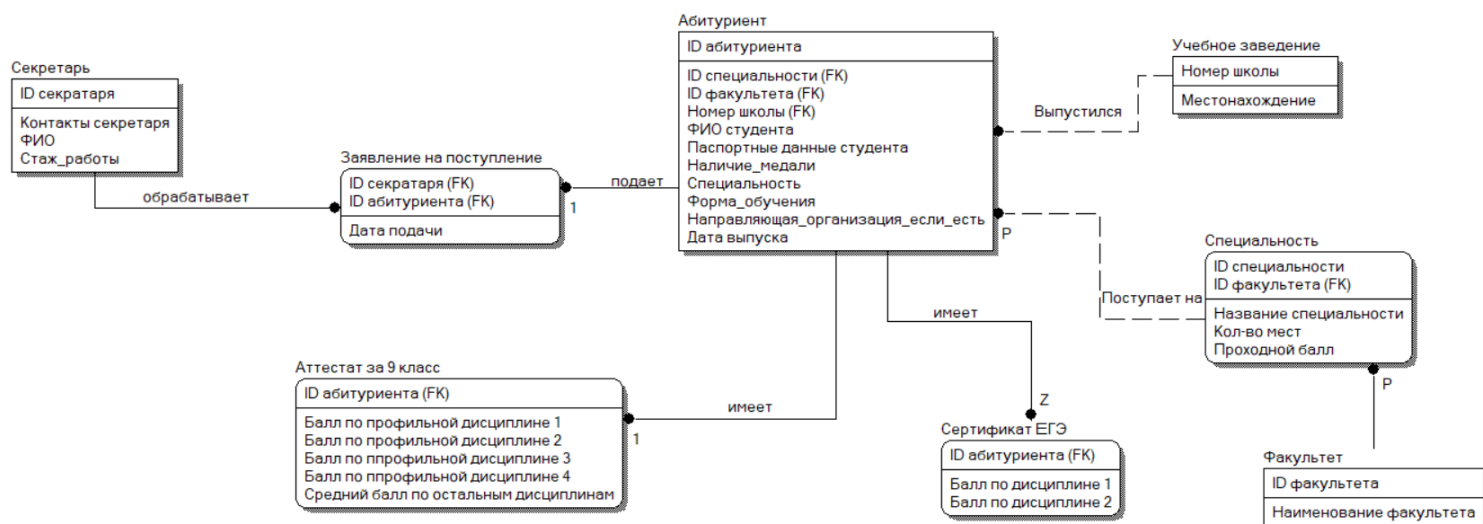 Абитуриент
ID абитуриента
ID специальности (FK)
ID факультета (FK)
Номер школы (FK)
ФИО студента
Паспортные данные студента
Наличие_медали
Специальность
Форма_обучения
Направляющая_организация_если_есть
Дата выпуска
Учебное заведение
Номер школы
Местонахождение
Выпустился
Секретарь
ID секратаря
Контакты секретаря
ФИО
Стаж_работы
обрабатывает
Заявление на поступление
ID секратаря (FK)
ID абитуриента (FK)
Дата подачи
подает
1
P
Поступает на
Специальность
ID специальности
ID факультета (FK)
Название специальности
Кол-во мест
Проходной балл
P
Факультет
ID факультета
Наименование факультета
имеет
Z
Сертификат ЕГЭ
ID абитуриента (FK)
Балл по дисциплине 1
Балл по дисциплине 2
имеет
1
Аттестат за 9 класс
ID абитуриента (FK)
Балл по профильной дисциплине 1
Балл по профильной дисциплине 2
Балл по ппрофильной дисциплине 3
Балл по ппрофильной дисциплине 4
Средний балл по остальным дисциплинам